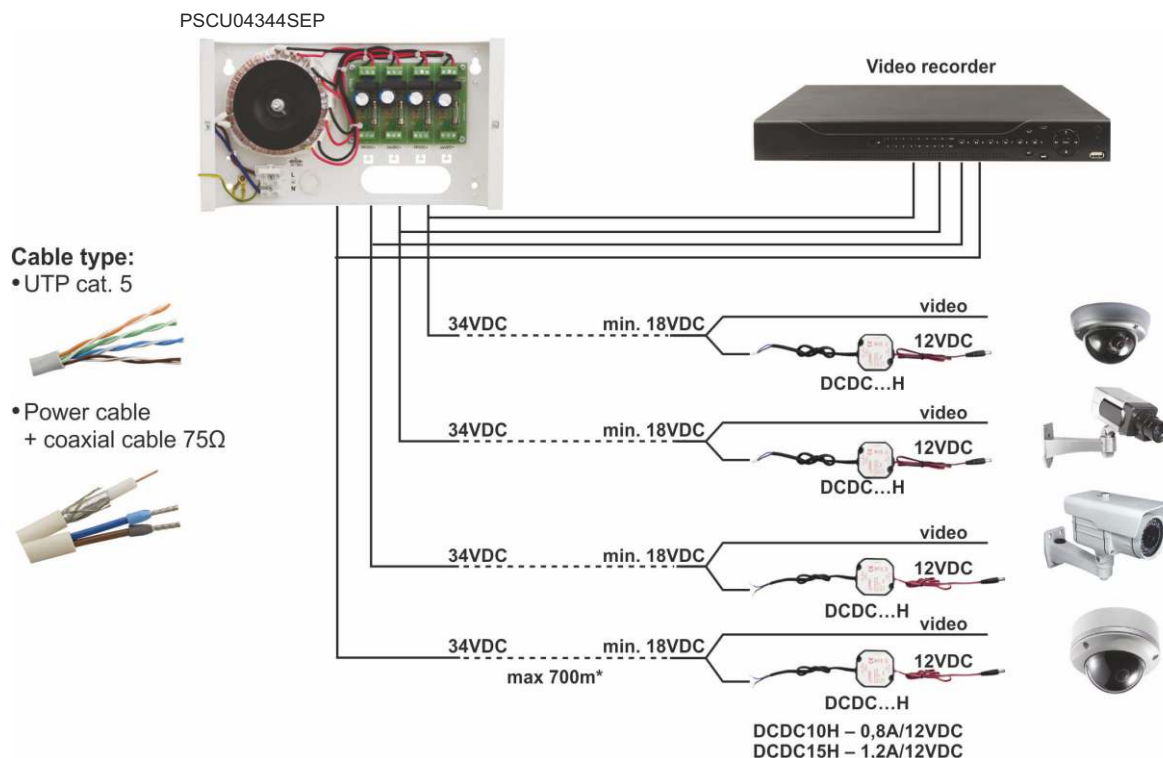 PSCU04344SEP
Video recorder
L
N
Cable type:
• UTP cat. 5
• Power cable
+ coaxial cable 75Ω
34VDC
min. 18VDC
video
12VDC
DCDC...H
34VDC
min. 18VDC
video
12VDC
DCDC...H
34VDC
min. 18VDC
video
12VDC
DCDC...H
34VDC
min. 18VDC
video
12VDC
max 700m*
DCDC...H
DCDC10H – 0,8A/12VDC
DCDC15H – 1.2A/12VDC